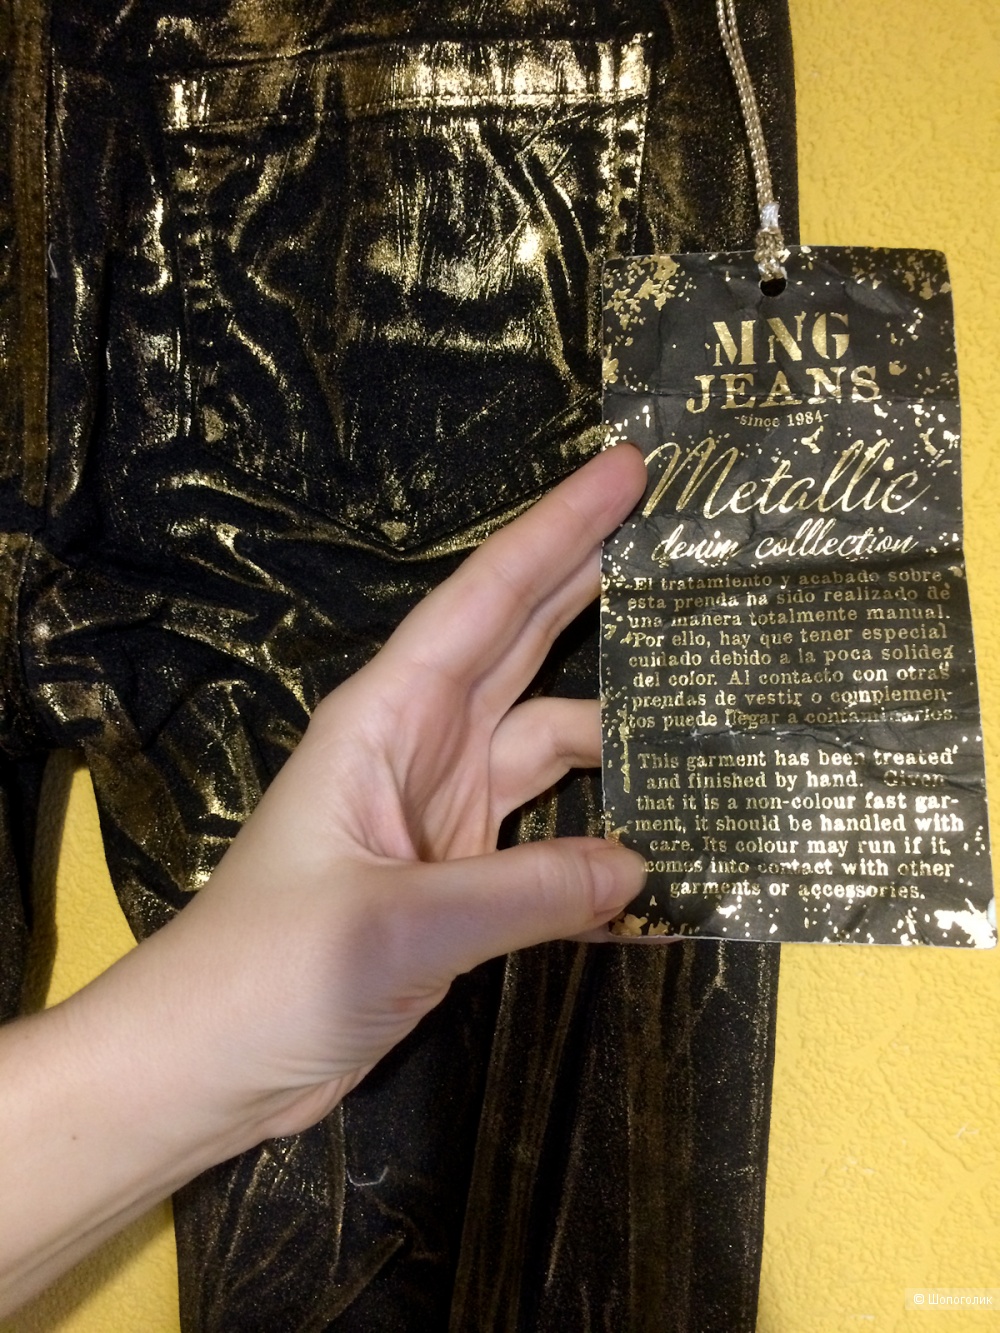 MNG
JEANS
-since 1984-
Metallic
denim colllection
El tratamiento y acabado sobre
esta prenda ha sido realizado de
una manera totalmente manual.
Por ello, hay que tener especial
cuidado debido a la poca solidez
del color. Al contacto con otras
prendas de vestir o complemen-
tos puede llegar a contaminarlos.
This garment has been treated
and finished by hand. Given
that it is a non-colour fast gar-
ment, it should be handled with
care. Its colour may run if it
comes into contact with other
garments or accessories.
© Шопоголик